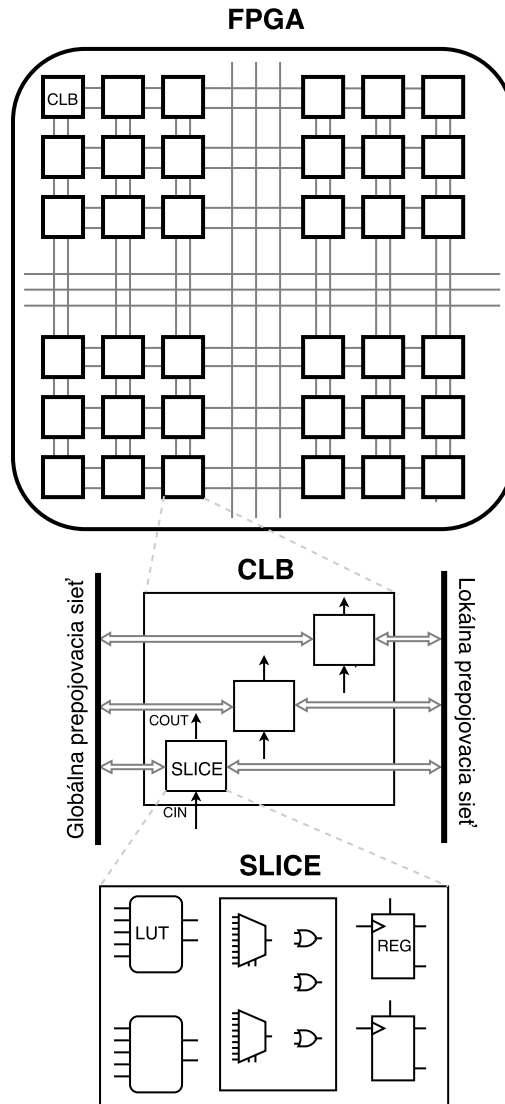 FPGA
CLB
CLB
Globálna prepojovacia sieť
Lokálna prepojovacia sieť
COUT
SLICE
CIN
SLICE
LUT
REG